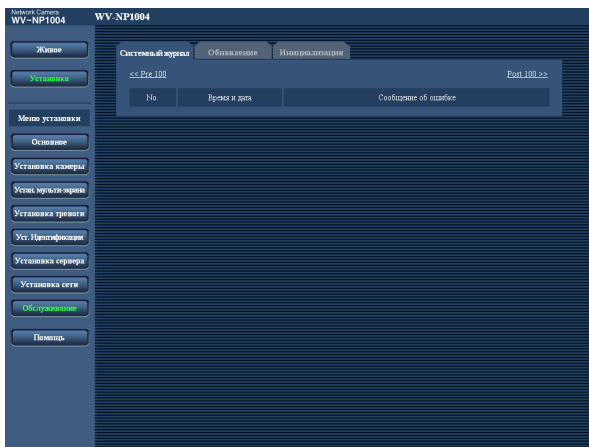 Network Camera
WV-NP1004
WV-NP1004
Живое
Установка
Меню установки
Основное
Установка камеры
Устан. мульти-экрана
Установка тревоги
Уст. Идентификации
Установка сервера
Установка сети
Обслуживание
Помощь
Системный журнал
Обновление
Инициализация
<< Pre 100
Post 100 >>
No.
Время и дата
Сообщение об ошибке